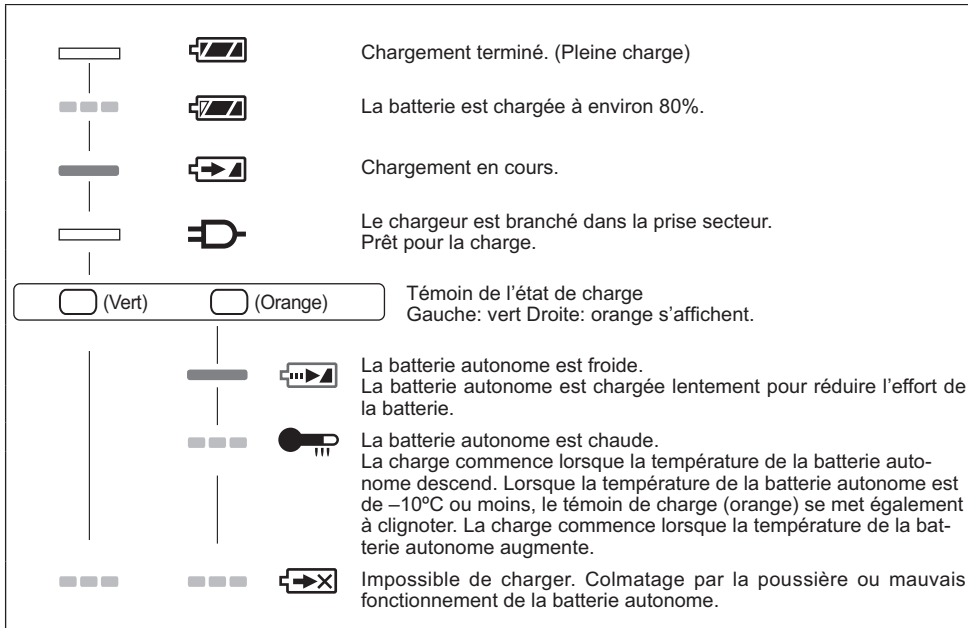 Chargement terminé. (Pleine charge)
La batterie est chargée à environ 80%.
Chargement en cours.
Le chargeur est branché dans la prise secteur.
Prêt pour la charge.
(Vert) (Orange) Témoin de l’état de charge
Gauche: vert Droite: orange s’affichent.
La batterie autonome est froide.
La batterie autonome est chargée lentement pour réduire l’effort de
la batterie.
La batterie autonome est chaude.
La charge commence lorsque la température de la batterie auto-
nome descend. Lorsque la température de la batterie autonome est
de –10ºC ou moins, le témoin de charge (orange) se met également
à clignoter. La charge commence lorsque la température de la bat-
terie autonome augmente.
Impossible de charger. Colmatage par la poussière ou mauvais
fonctionnement de la batterie autonome.